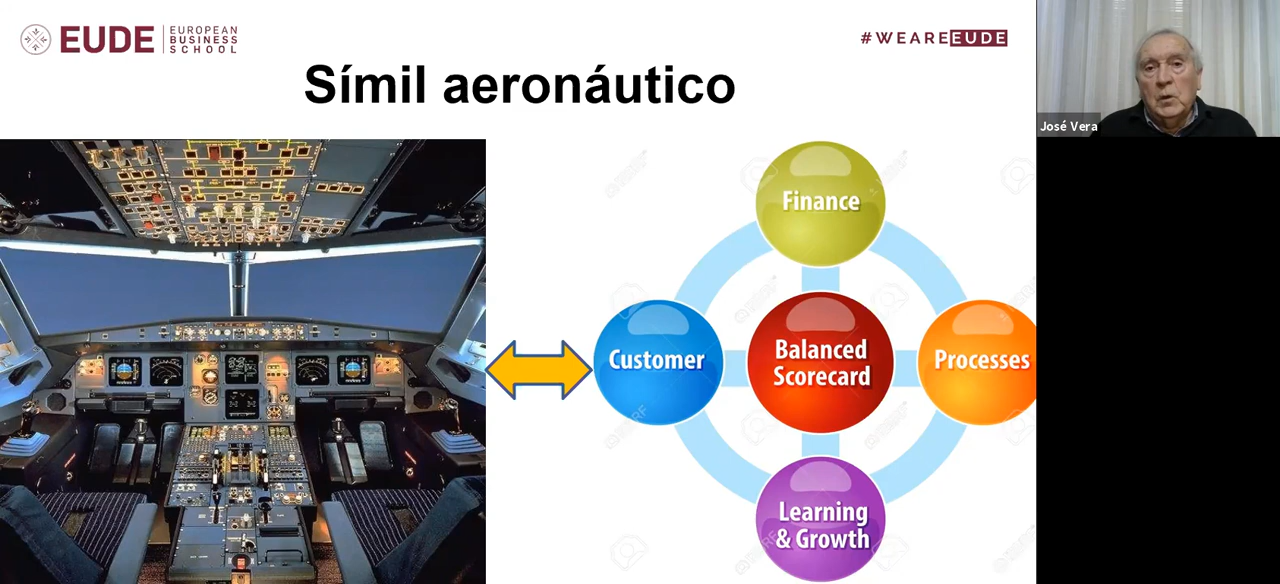 EUDE
EUROPEAN
BUSINESS
SCHOOL
#WEAREEUDE
Símil aeronáutico
José Vera
Finance
Customer
Balanced
Scorecard
Processes
Learning
& Growth